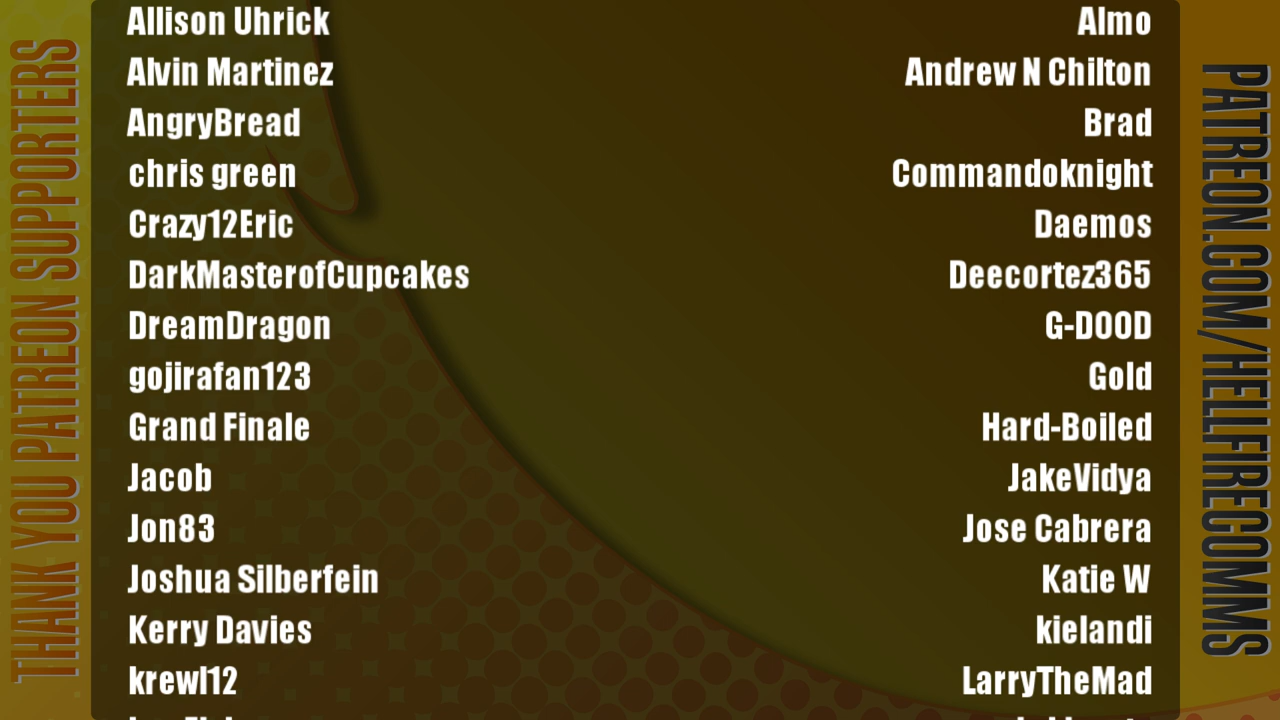 THANK YOU PATREON SUPPORTERS
Allison Uhrick
Alvin Martinez
AngryBread
chris green
Crazy12Eric
DarkMasterofCupcakes
DreamDragon
gojirafan123
Grand Finale
Jacob
Jon83
Joshua Silberfein
Kerry Davies
krewl12
Almo
Andrew N Chilton
Brad
Commandoknight
Daemos
Deecortez365
G-DOOD
Gold
Hard-Boiled
JakeVidya
Jose Cabrera
Katie W
kielandi
LarryTheMad
PATREON.COM/HELLFIRECOMMS